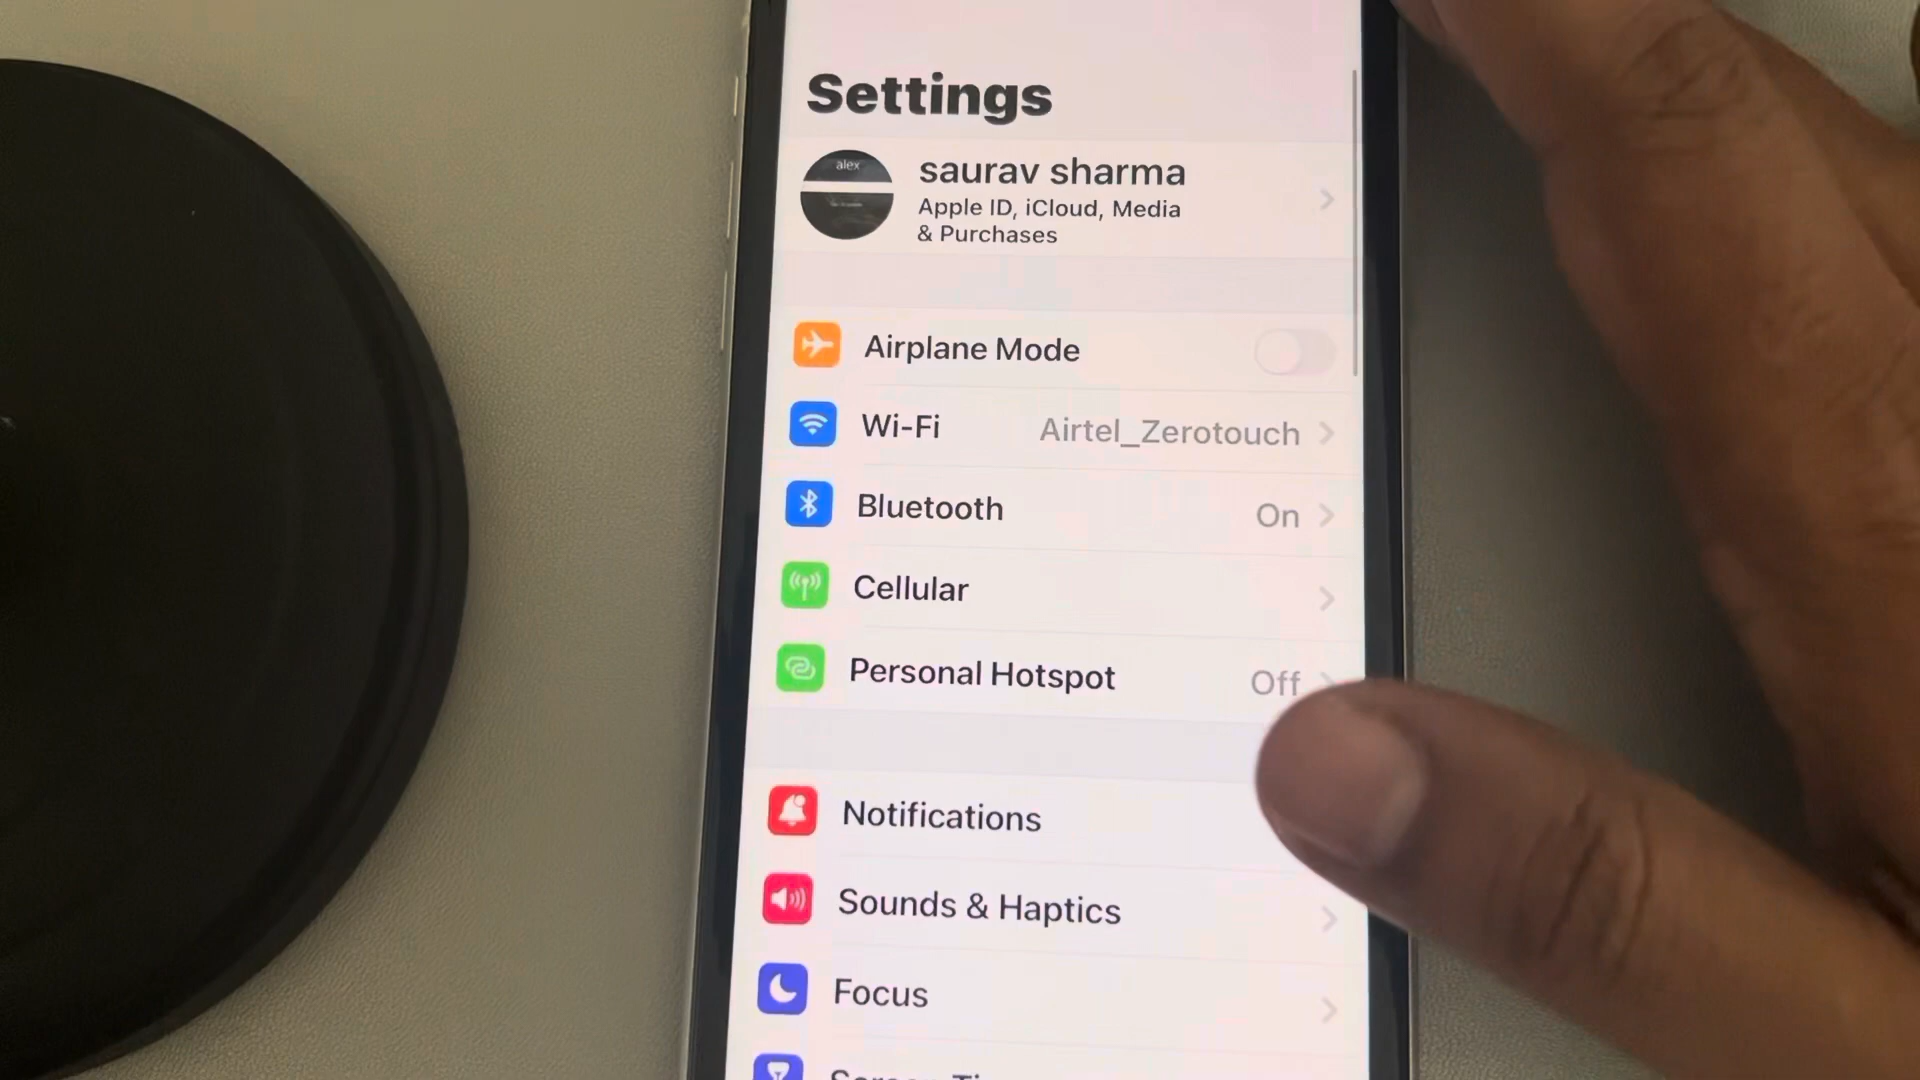 Settings
alex
saurav sharma
Apple ID, iCloud, Media
& Purchases
Airplane Mode
Wi-Fi Airtel_Zerotouch
Bluetooth On
Cellular
Personal Hotspot Off
Notifications
Sounds & Haptics
Focus